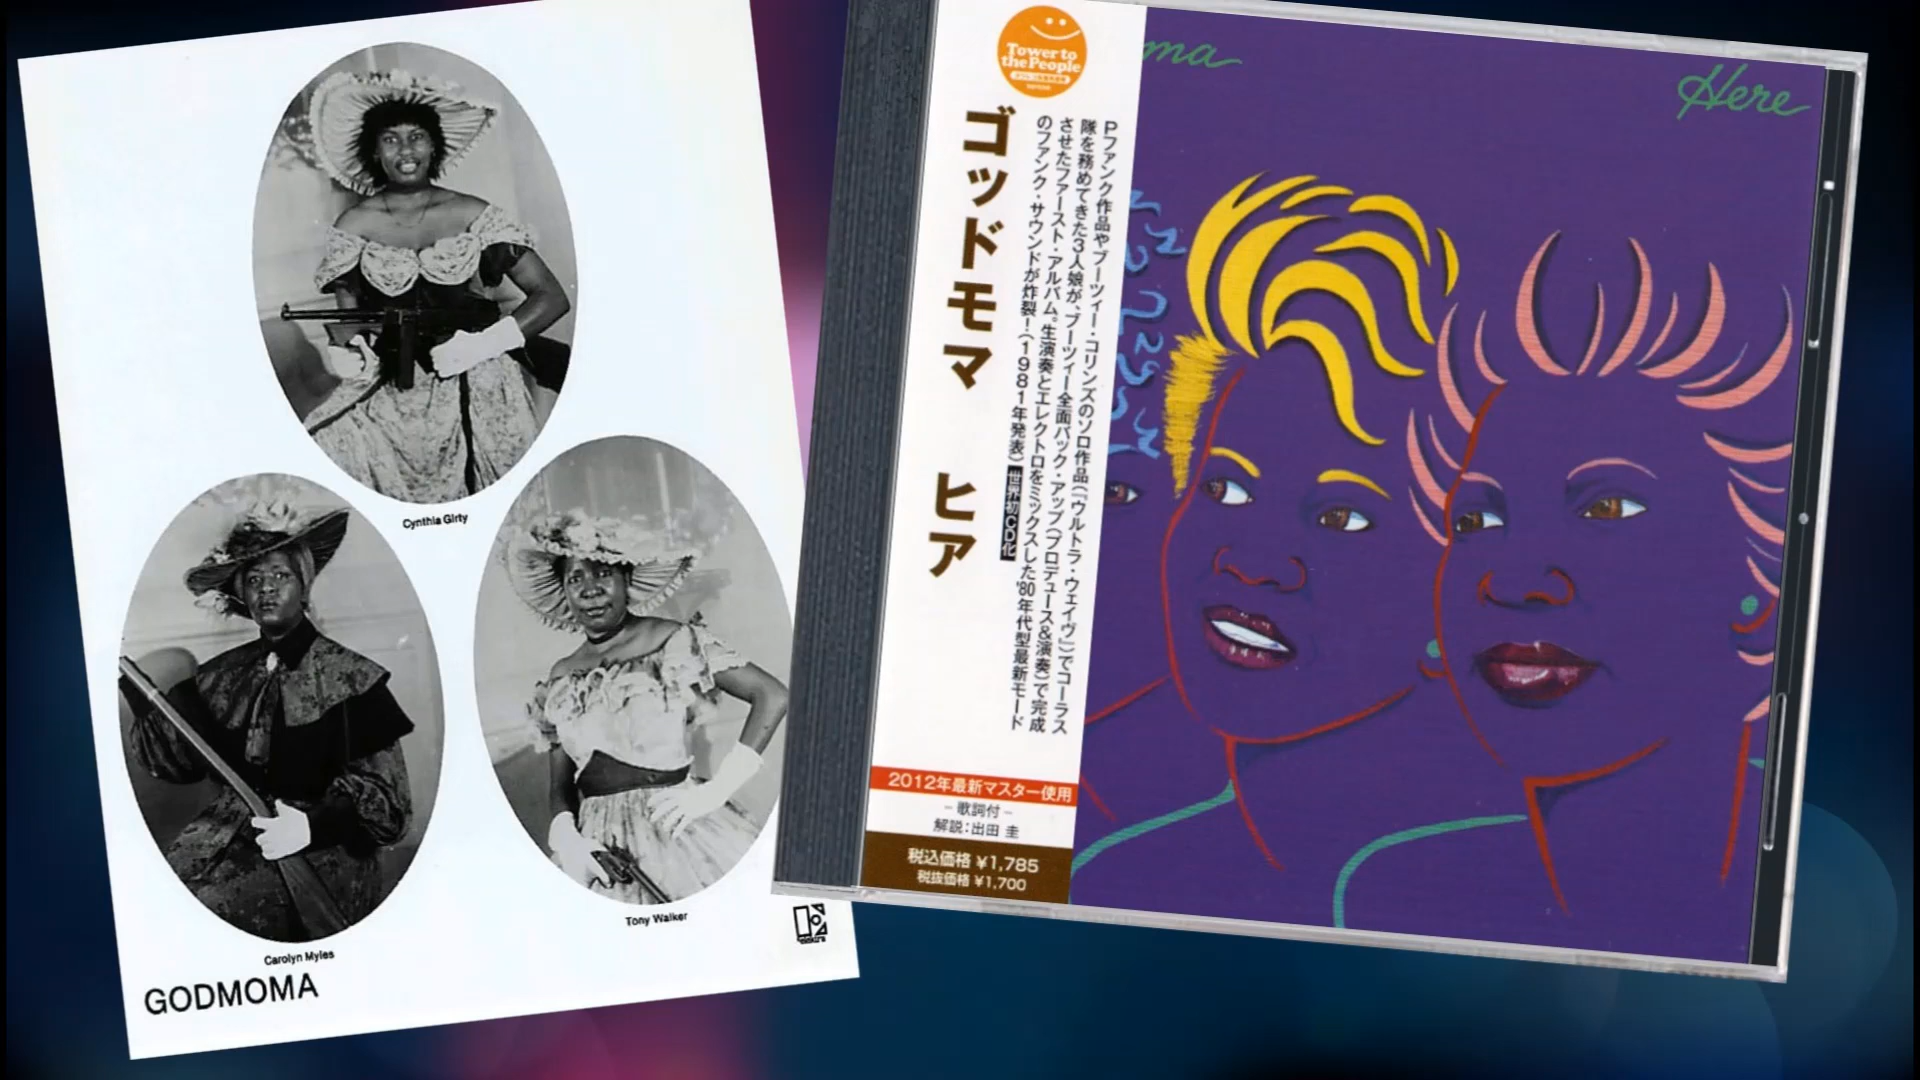 Cynthia Girty
Carolyn Myles
Tony Walker
GODMOMA
elektra
Tower to
the People
ゴッドモマ ヒア
Pファンク作品やブーツィー・コリンズのソロ作品(『ウルトラ・ウェイヴ』)でコーラス
隊を務めてきた3人娘が、ブーツィー全面バック・アップ(プロデュース&演奏)で完成
させたファースト・アルバム。生演奏とエレクトロをミックスした'80年代型最新モード
のファンク・サウンドが炸裂!(1981年発表) 世界初CD化
2012年最新マスター使用
−歌詞付−
解説:出田 圭
税込価格 ¥1,785
税抜価格 ¥1,700
ma
Here